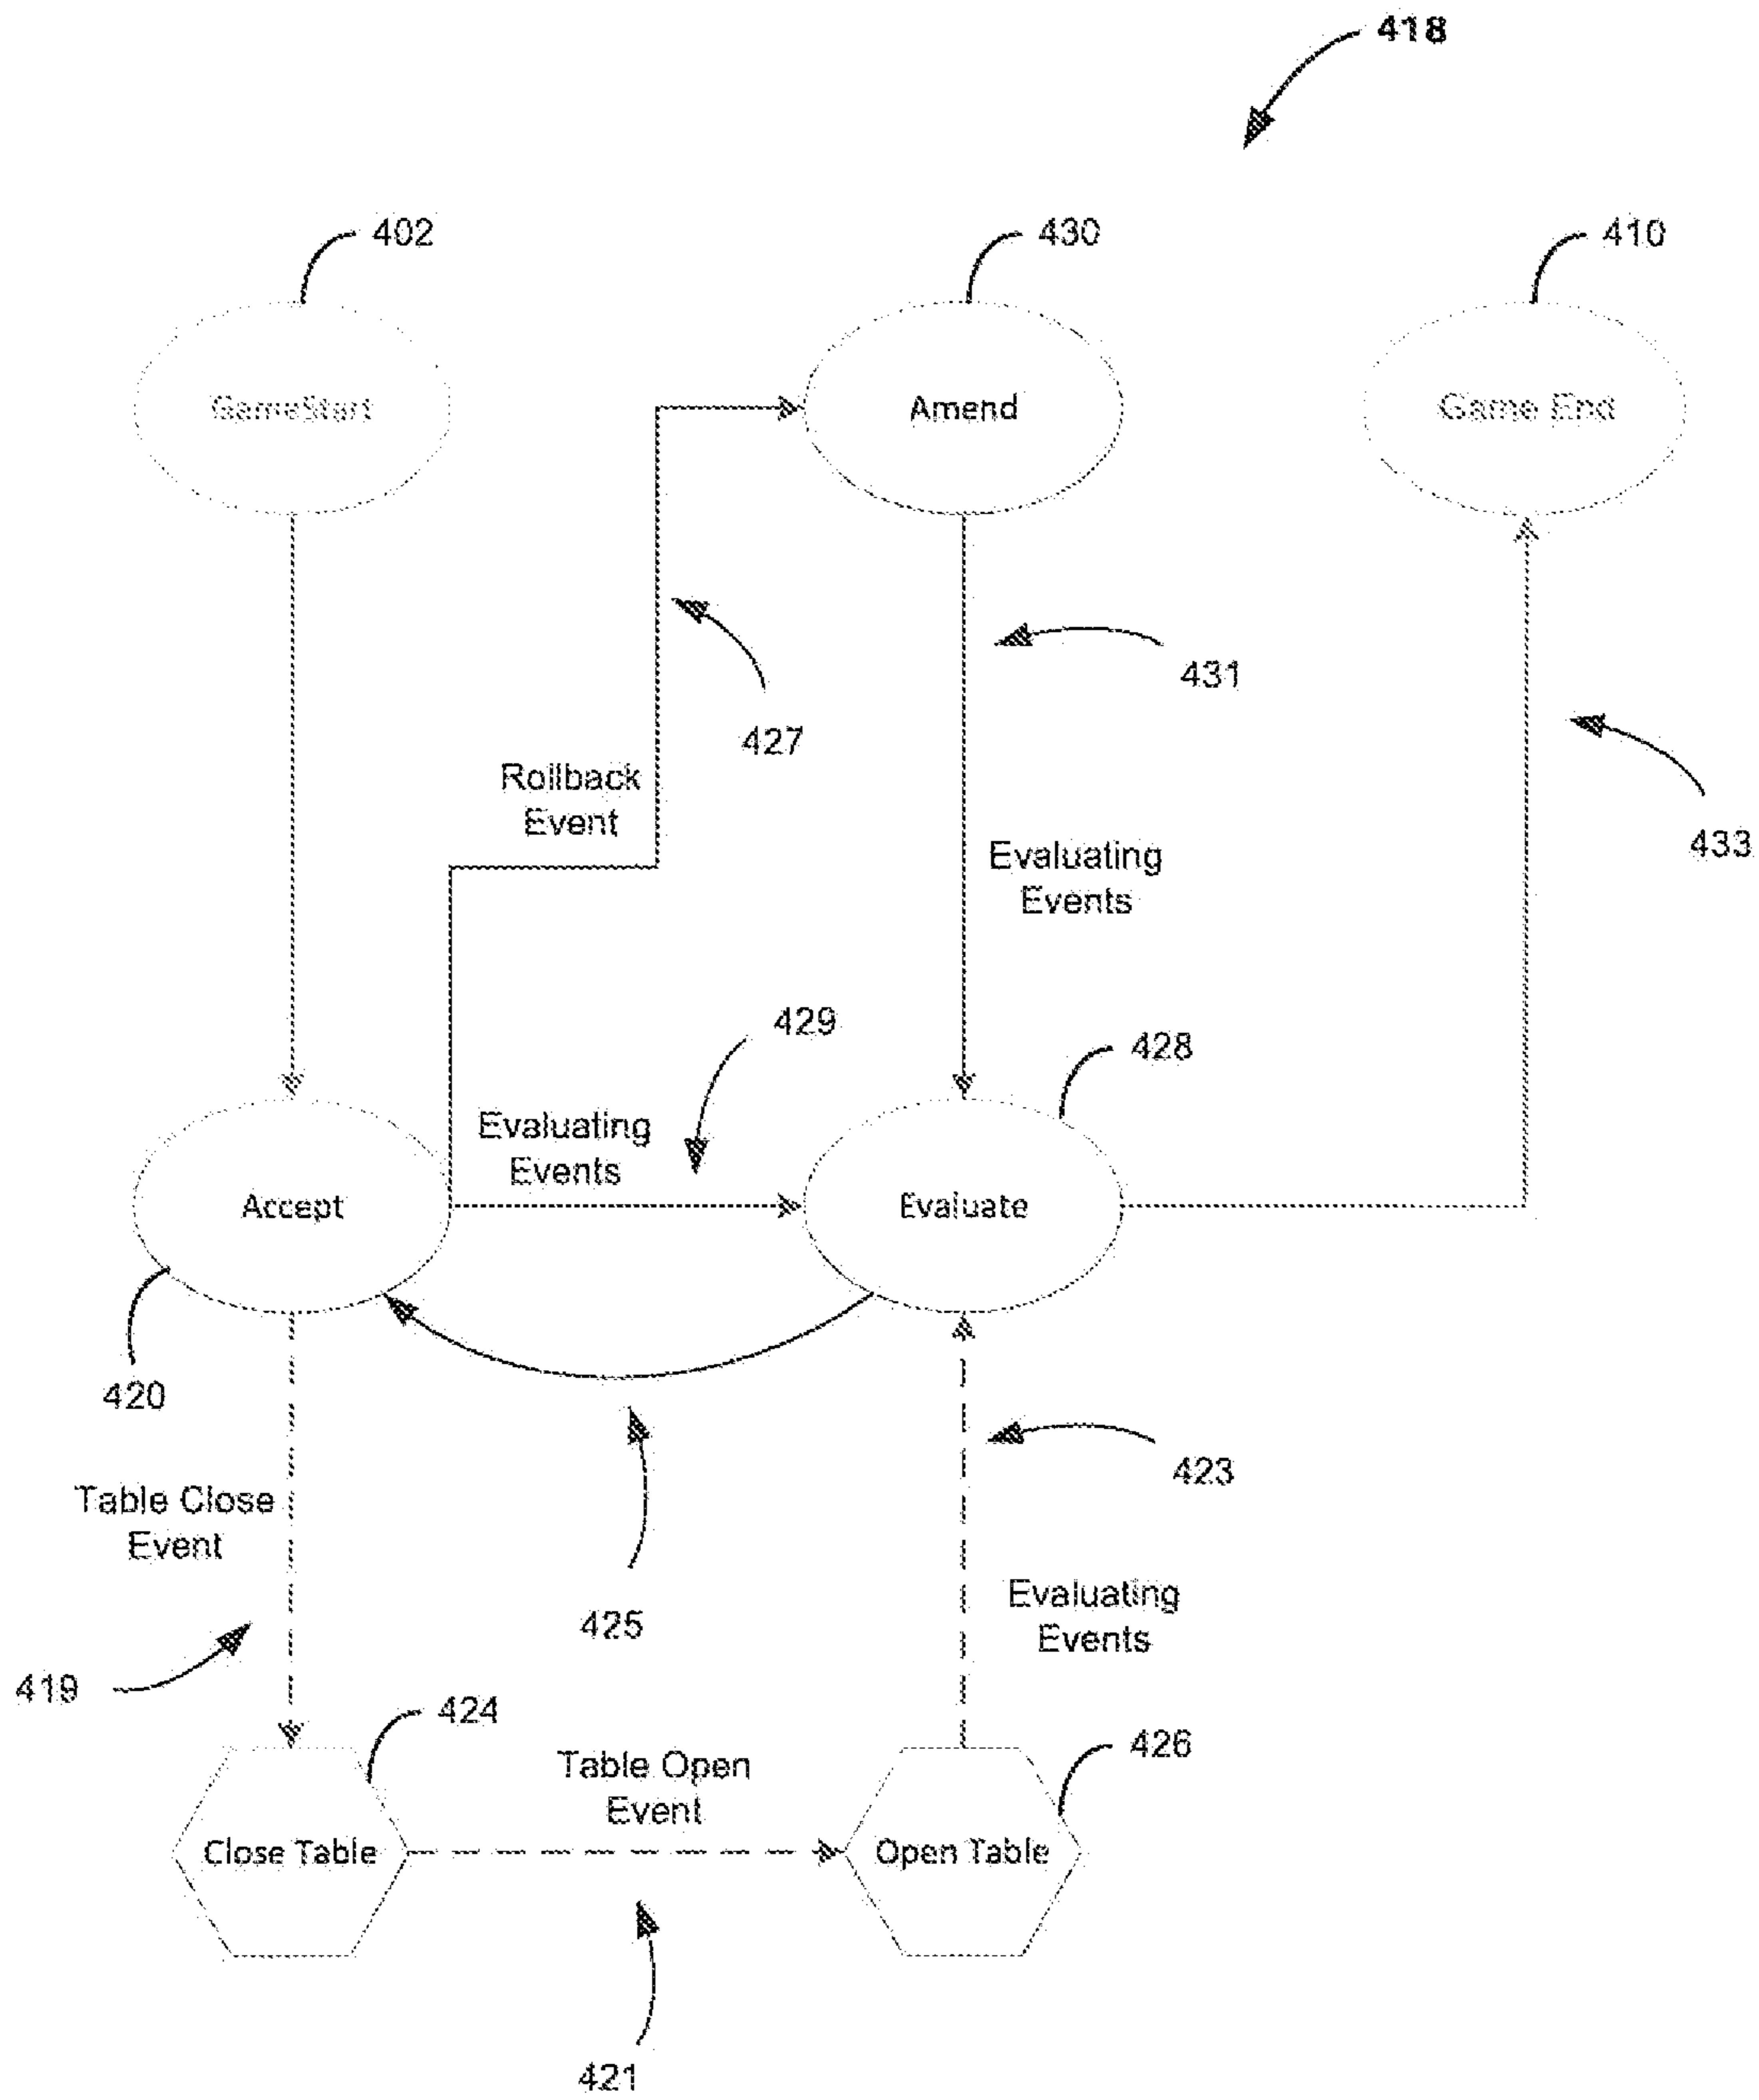 418
402
430
410
GameStart
Amend
Game End
431
427
Rollback
Event
433
Evaluating
Events
429
428
Evaluating
Events
Accept
Evaluate
420
423
Table Close
Event
425
Evaluating
Events
419
424
426
Table Open
Event
Close Table
Open Table
421